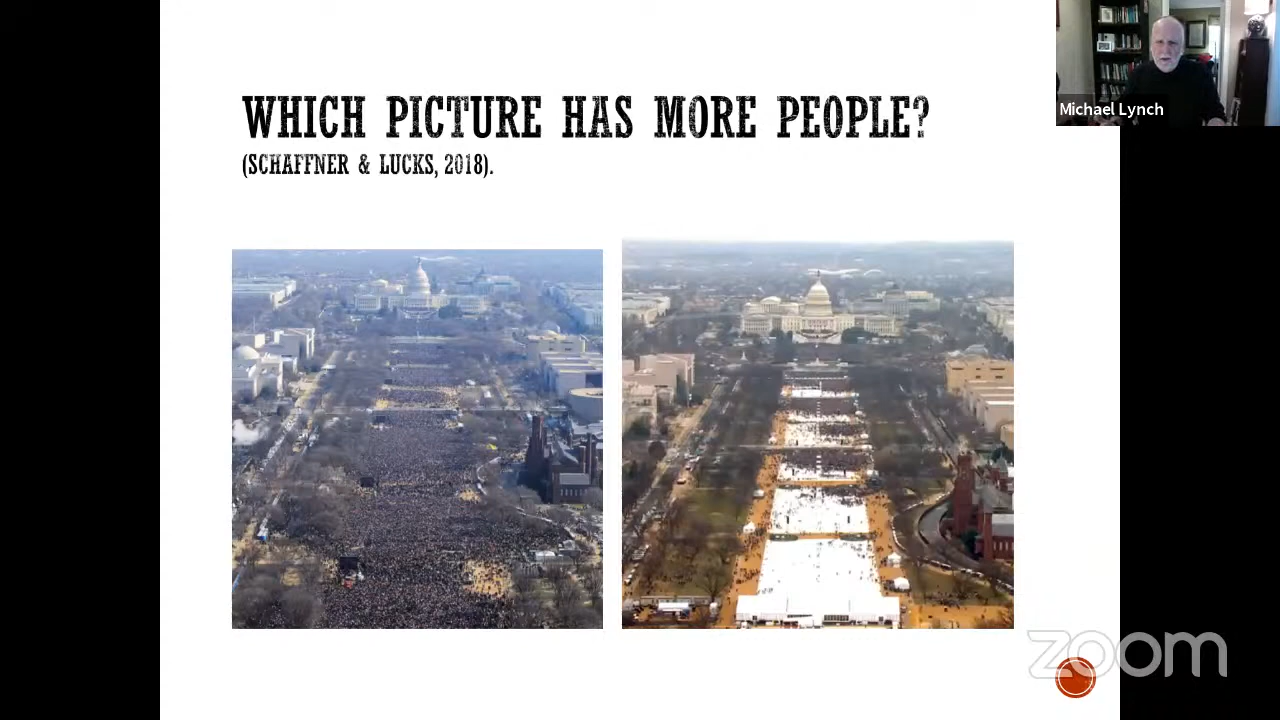 WHICH PICTURE HAS MORE PEOPLE?
(SCHAFFNER & LUCKS, 2018).
Michael Lynch
zoom